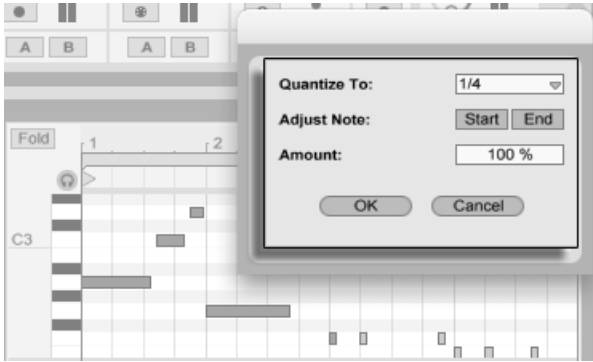 A B A B
Quantize To: 1/4
Adjust Note: Start End
Amount: 100 %
OK Cancel
Fold
1 2
C3